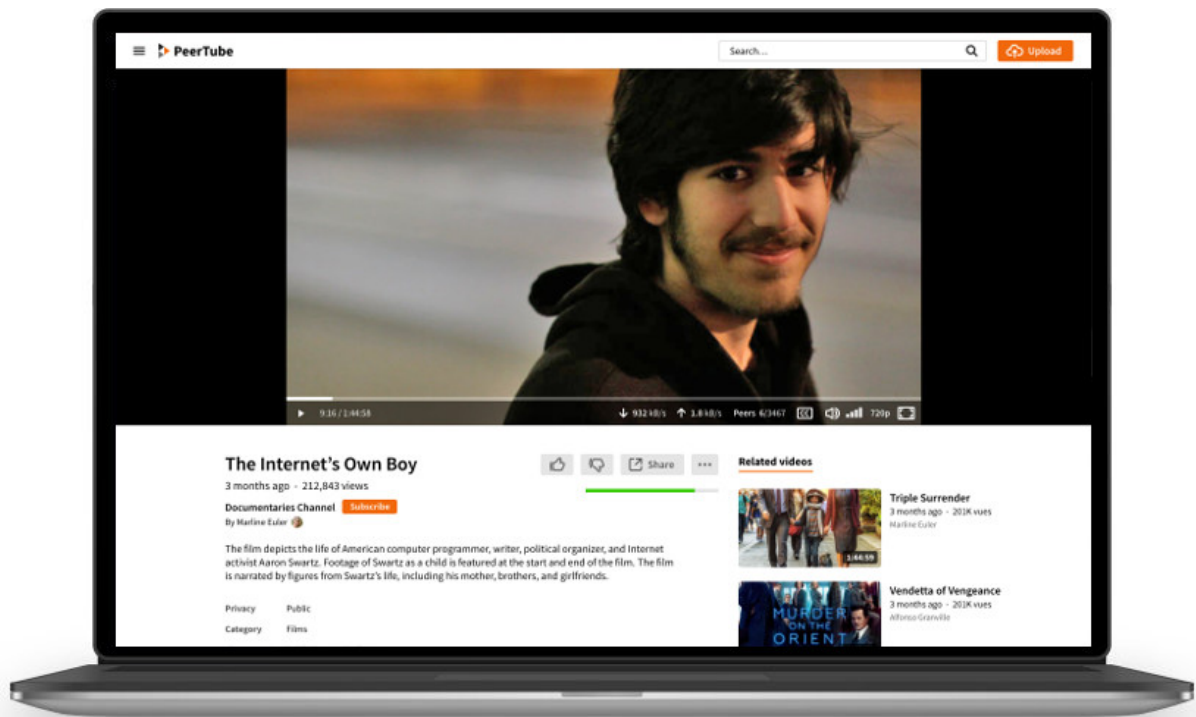 PeerTube
Search...
Upload
9:16 / 1:44:58
932 kB/s
1.8 kB/s
Peers 6/3467
CC
720p
The Internet's Own Boy
Share
3 months ago - 212,843 views
Documentaries Channel
Subscribe
By Marline Euler
The film depicts the life of American computer programmer, writer, political organizer, and Internet
activist Aaron Swartz. Footage of Swartz as a child is featured at the start and end of the film. The film
is narrated by figures from Swartz's life, including his mother, brothers, and girlfriends.
Privacy Public
Category Films
Related videos
1:44:59
Triple Surrender
3 months ago - 201K vues
Marline Euler
MURDER
ON THE
ORIENT
Vendetta of Vengeance
3 months ago - 201K vues
Alfonso Granville